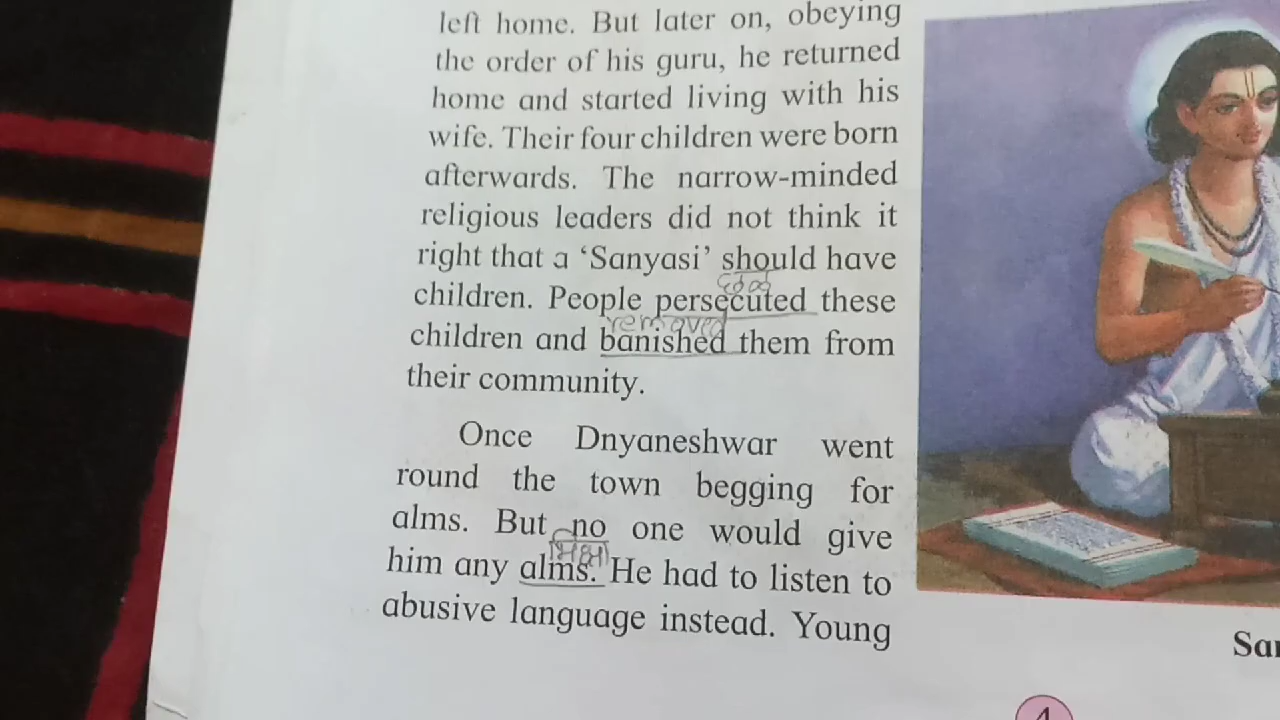 left home. But later on, obeying
the order of his guru, he returned
home and started living with his
wife. Their four children were born
afterwards. The narrow-minded
religious leaders did not think it
right that a ‘Sanyasi’ should have
children. People persecuted these
removed
children and banished them from
their community.
Once Dnyaneshwar went
round the town begging for
alms. But no one would give
भिक्षा
him any alms. He had to listen to
abusive language instead. Young
4